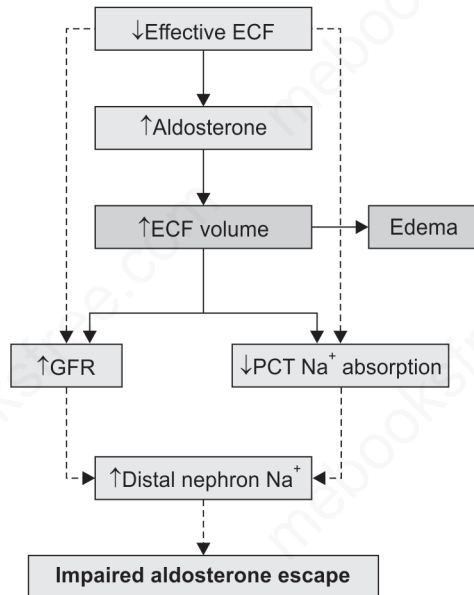 ↓Effective ECF
↑Aldosterone
↑ECF volume
Edema
↑GFR
↓PCT Na⁺ absorption
↑Distal nephron Na⁺
Impaired aldosterone escape